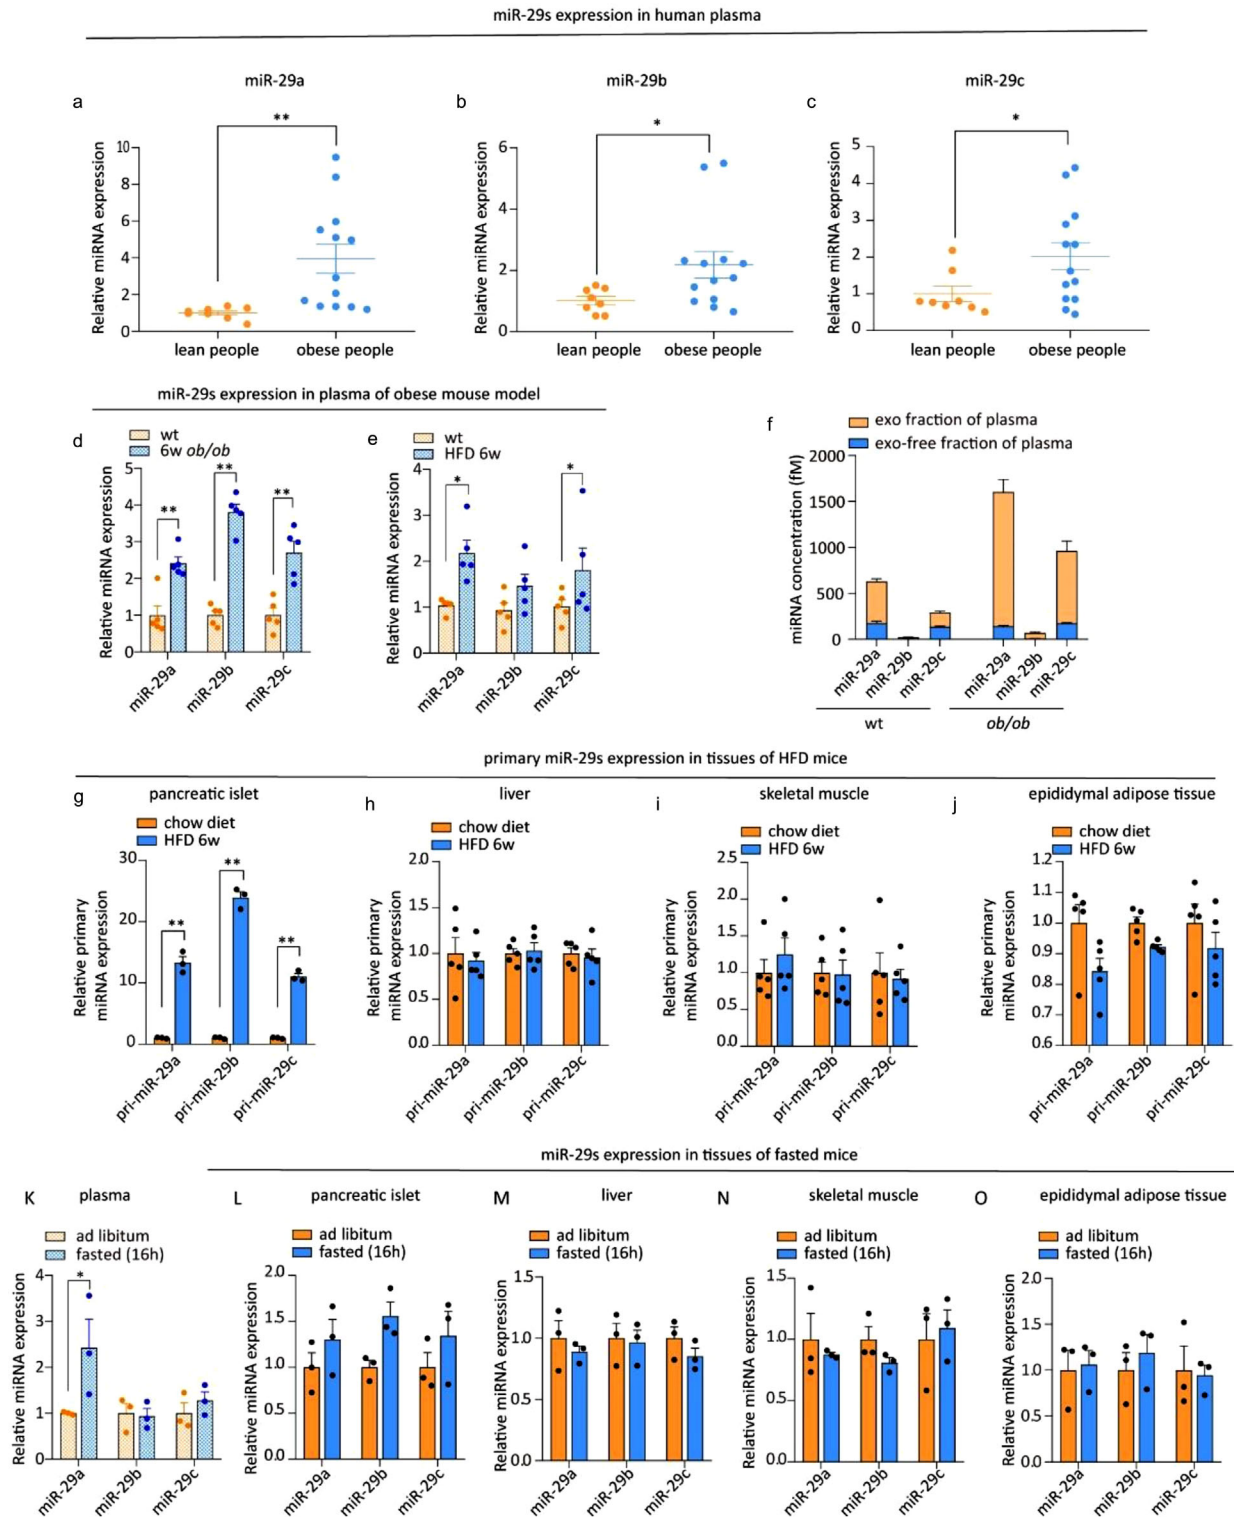 miR-29s expression in human plasma
miR-29a
miR-29b
miR-29c
a
b
c
**
*
*
Relative miRNA expression
10
8
6
4
2
0
lean people
obese people
Relative miRNA expression
6
4
2
0
lean people
obese people
Relative miRNA expression
5
4
3
2
1
0
lean people
obese people
miR-29s expression in plasma of obese mouse model
d
wt
6w ob/ob
Relative miRNA expression
5
4
3
2
1
0
**
**
**
miR-29a
miR-29b
miR-29c
e
wt
HFD 6w
Relative miRNA expression
4
3
2
1
0
*
*
miR-29a
miR-29b
miR-29c
f
exo fraction of plasma
exo-free fraction of plasma
miRNA concentration (fM)
2000
1500
1000
500
0
miR-29a
miR-29b
miR-29c
miR-29a
miR-29b
miR-29c
wt
ob/ob
primary miR-29s expression in tissues of HFD mice
g
pancreatic islet
chow diet
HFD 6w
Relative primary
miRNA expression
30
20
10
0
**
**
**
pri-miR-29a
pri-miR-29b
pri-miR-29c
h
liver
chow diet
HFD 6w
Relative primary
miRNA expression
2.0
1.5
1.0
0.5
0.0
pri-miR-29a
pri-miR-29b
pri-miR-29c
i
skeletal muscle
chow diet
HFD 6w
Relative primary
miRNA expression
2.5
2.0
1.5
1.0
0.5
0.0
pri-miR-29a
pri-miR-29b
pri-miR-29c
j
epididymal adipose tissue
chow diet
HFD 6w
Relative primary
miRNA expression
1.2
1.1
1.0
0.9
0.8
0.7
0.6
pri-miR-29a
pri-miR-29b
pri-miR-29c
miR-29s expression in tissues of fasted mice
K
plasma
ad libitum
fasted (16h)
Relative miRNA expression
4
3
2
1
0
*
miR-29a
miR-29b
miR-29c
L
pancreatic islet
ad libitum
fasted (16h)
Relative miRNA expression
2.0
1.5
1.0
0.5
0.0
miR-29a
miR-29b
miR-29c
M
liver
ad libitum
fasted (16h)
Relative miRNA expression
1.5
1.0
0.5
0.0
miR-29a
miR-29b
miR-29c
N
skeletal muscle
ad libitum
fasted (16h)
Relative miRNA expression
1.5
1.0
0.5
0.0
miR-29a
miR-29b
miR-29c
O
epididymal adipose tissue
ad libitum
fasted (16h)
Relative miRNA expression
2.0
1.5
1.0
0.5
0.0
miR-29a
miR-29b
miR-29c